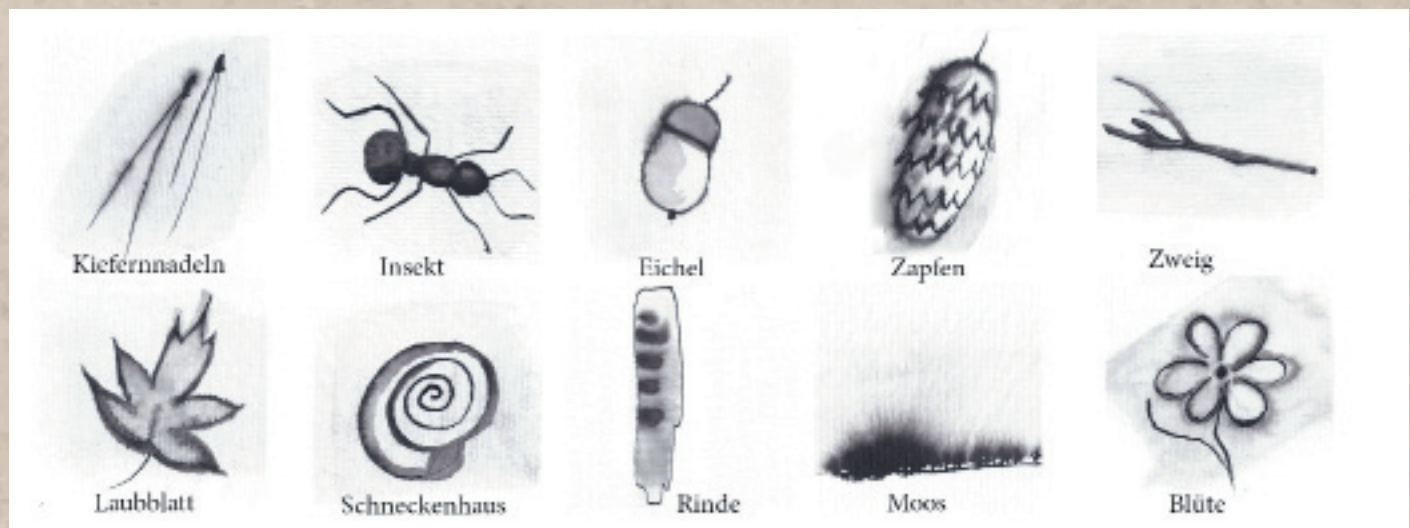 Kiefernnadeln
Insekt
Eichel
Zapfen
Zweig
Laubblatt
Schneckenhaus
Rinde
Moos
Blüte